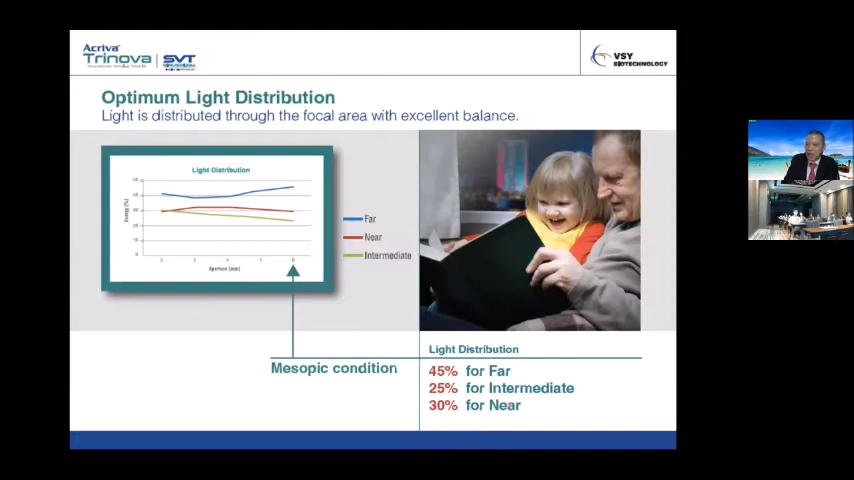 Acriva
Trinova
SVT
VSY
BIOTECHNOLOGY
Optimum Light Distribution
Light is distributed through the focal area with excellent balance.
Light Distribution
Energy (%)
Aperture (mm)
Far
Near
Intermediate
Mesopic condition
Light Distribution
45% for Far
25% for Intermediate
30% for Near